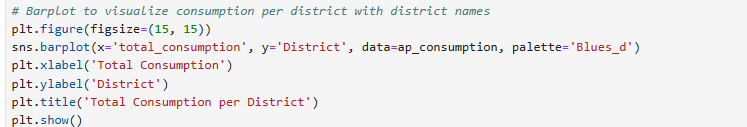 # Barplot to visualize consumption per district with district names
plt.figure(figsize=(15, 15))
sns.barplot(x='total_consumption', y='District', data=ap_consumption, palette='Blues_d')
plt.xlabel('Total Consumption')
plt.ylabel('District')
plt.title('Total Consumption per District')
plt.show()